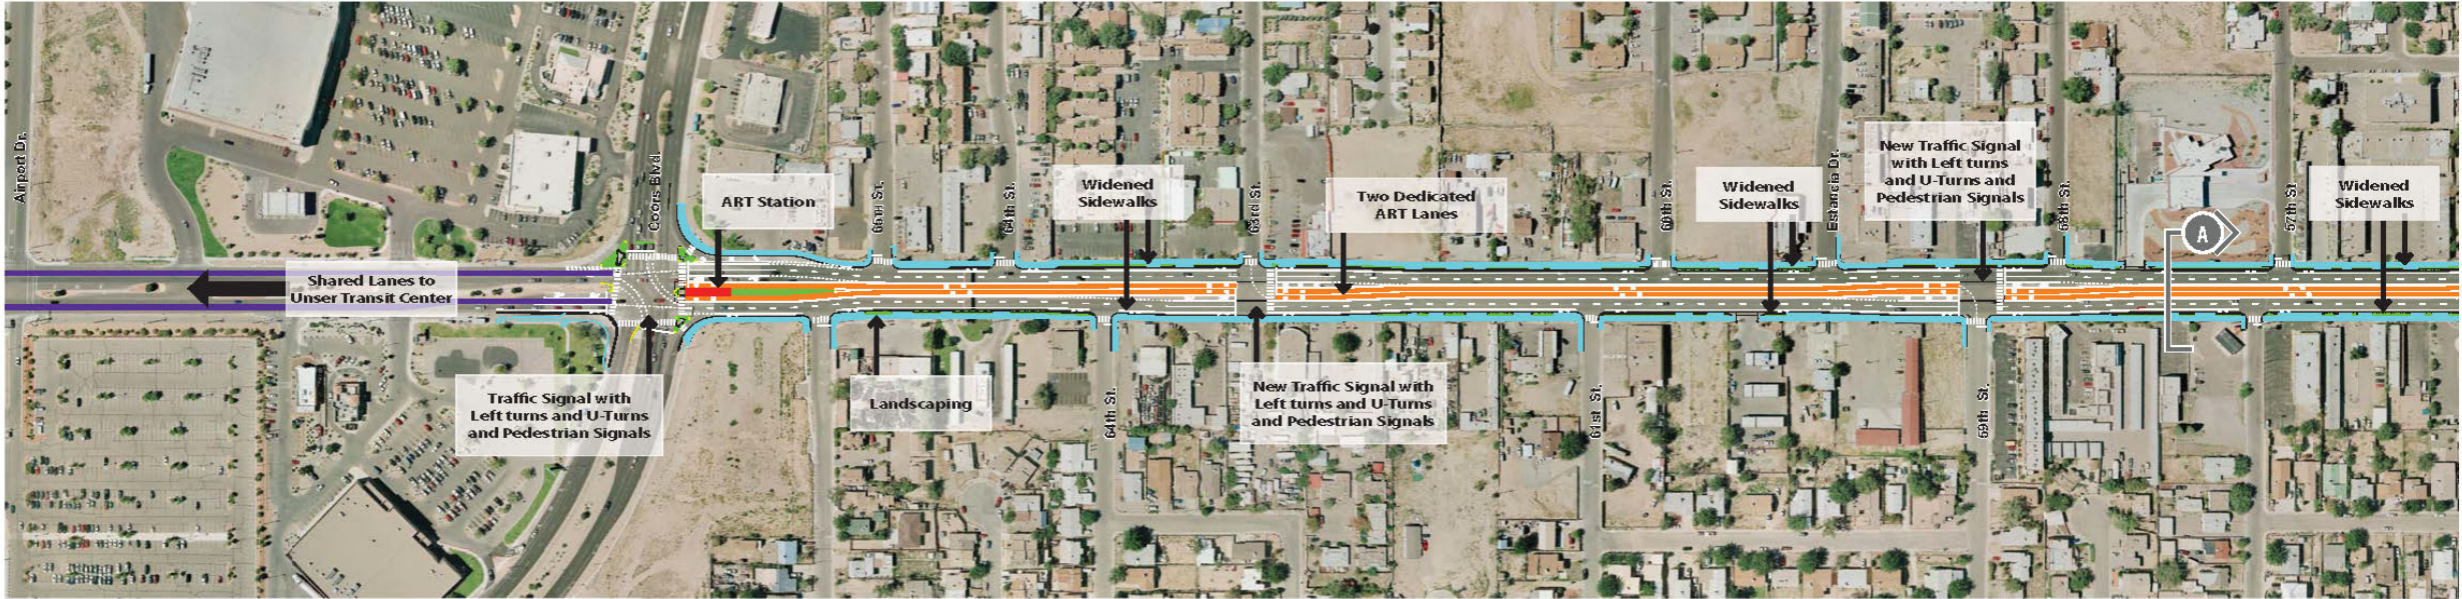 Airport Dr.
Coors Blvd
ART Station
65th St.
64th St.
Widened
Sidewalks
63rd St.
Two Dedicated
ART Lanes
60th St.
Widened
Sidewalks
Estancia Dr.
New Traffic Signal
with Left turns
and U-Turns and
Pedestrian Signals
58th St.
A
57th St.
Widened
Sidewalks
Shared Lanes to
Unser Transit Center
Traffic Signal with
Left turns and U-Turns
and Pedestrian Signals
Landscaping
64th St.
New Traffic Signal with
Left turns and U-Turns
and Pedestrian Signals
61st St.
59th St.